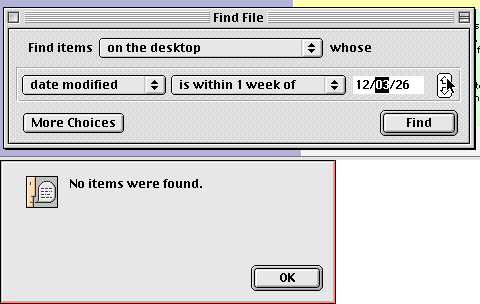 Find File
Find items on the desktop whose
date modified is within 1 week of 12/03/26
More Choices Find
No items were found.
OK